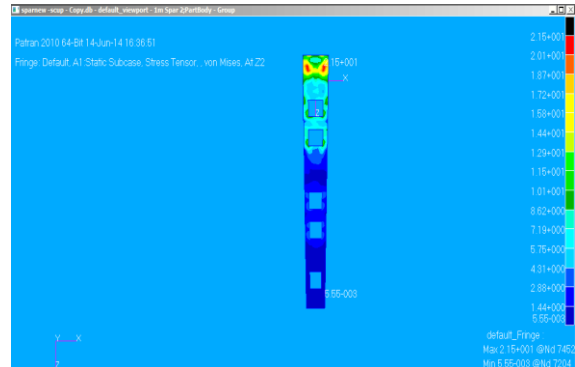 sparnew -scup - Copy.db - default_viewport - 1m Spar 2;PartBody - Group
Patran 2010 64-Bit 14-Jun-14 16:36:51
Fringe: Default, A1:Static Subcase, Stress Tensor, , von Mises, At Z2
2.15+001
X
Z
5.55-003
2.15+001
2.01+001
1.87+001
1.72+001
1.58+001
1.44+001
1.29+001
1.15+001
1.01+001
8.62+000
7.19+000
5.75+000
4.31+000
2.88+000
1.44+000
5.55-003
default_Fringe :
Max 2.15+001 @Nd 7452
Min 5.55-003 @Nd 7204
Y X
Z